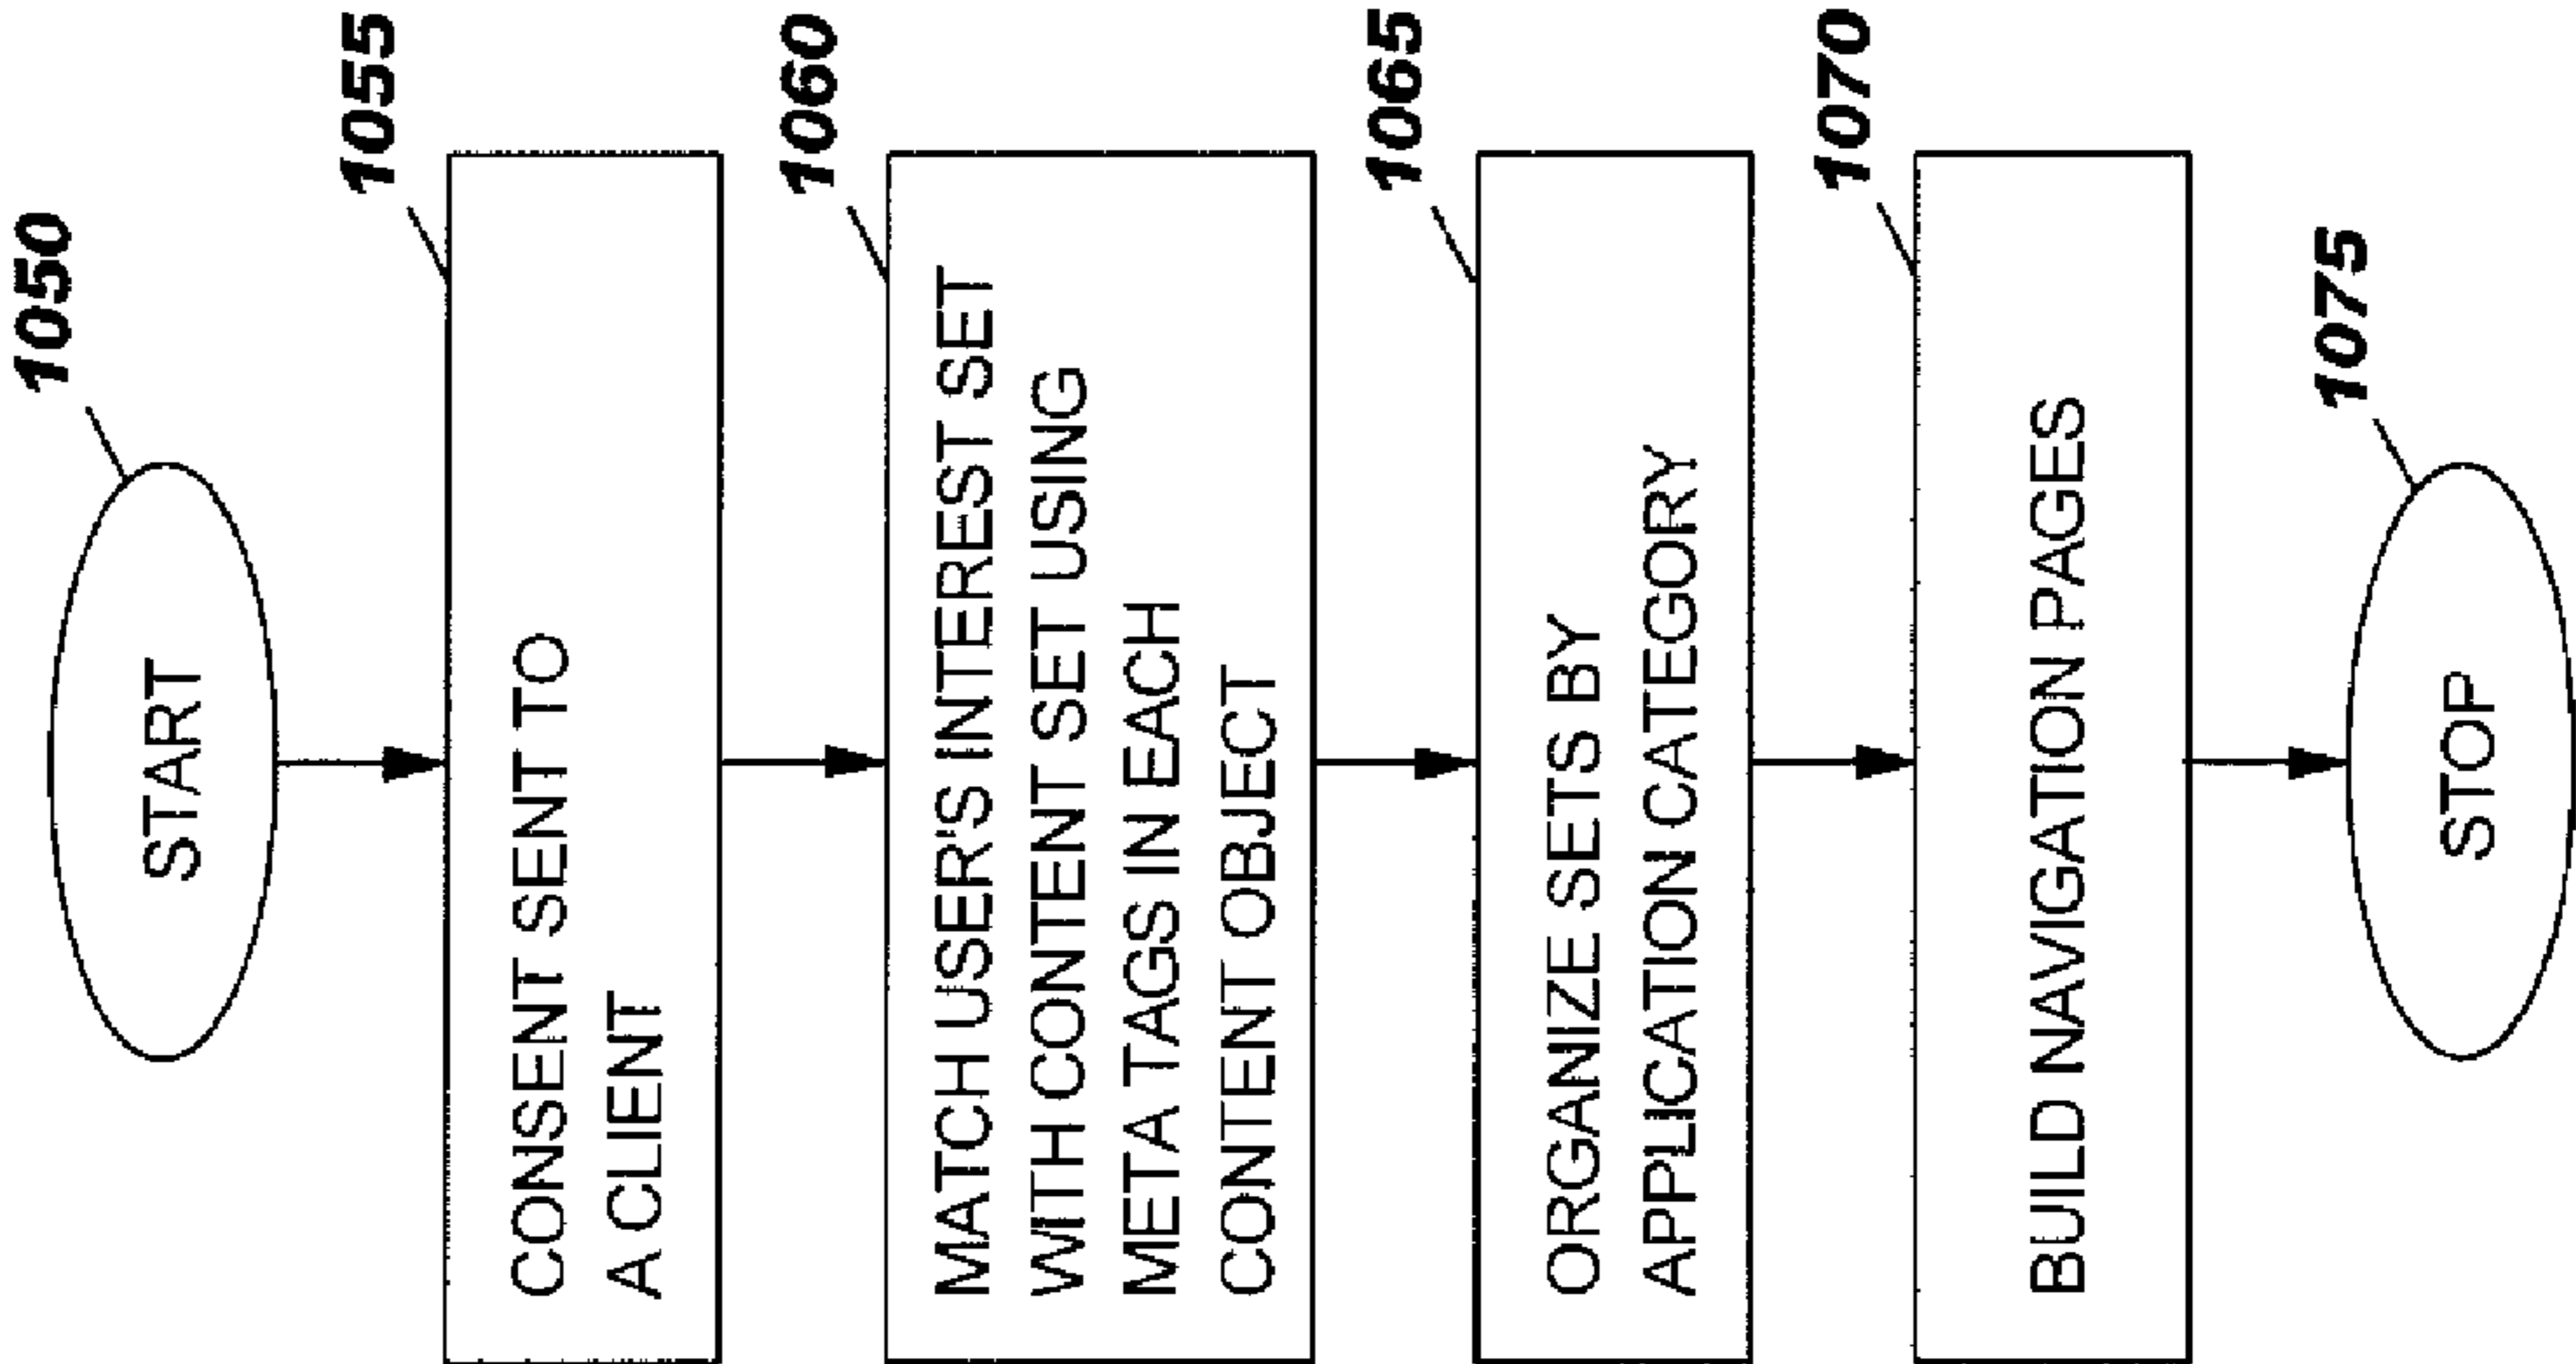 1050
START
1055
CONSENT SENT TO
A CLIENT
1060
MATCH USER'S INTEREST SET
WITH CONTENT SET USING
META TAGS IN EACH
CONTENT OBJECT
1065
ORGANIZE SETS BY
APPLICATION CATEGORY
1070
BUILD NAVIGATION PAGES
1075
STOP